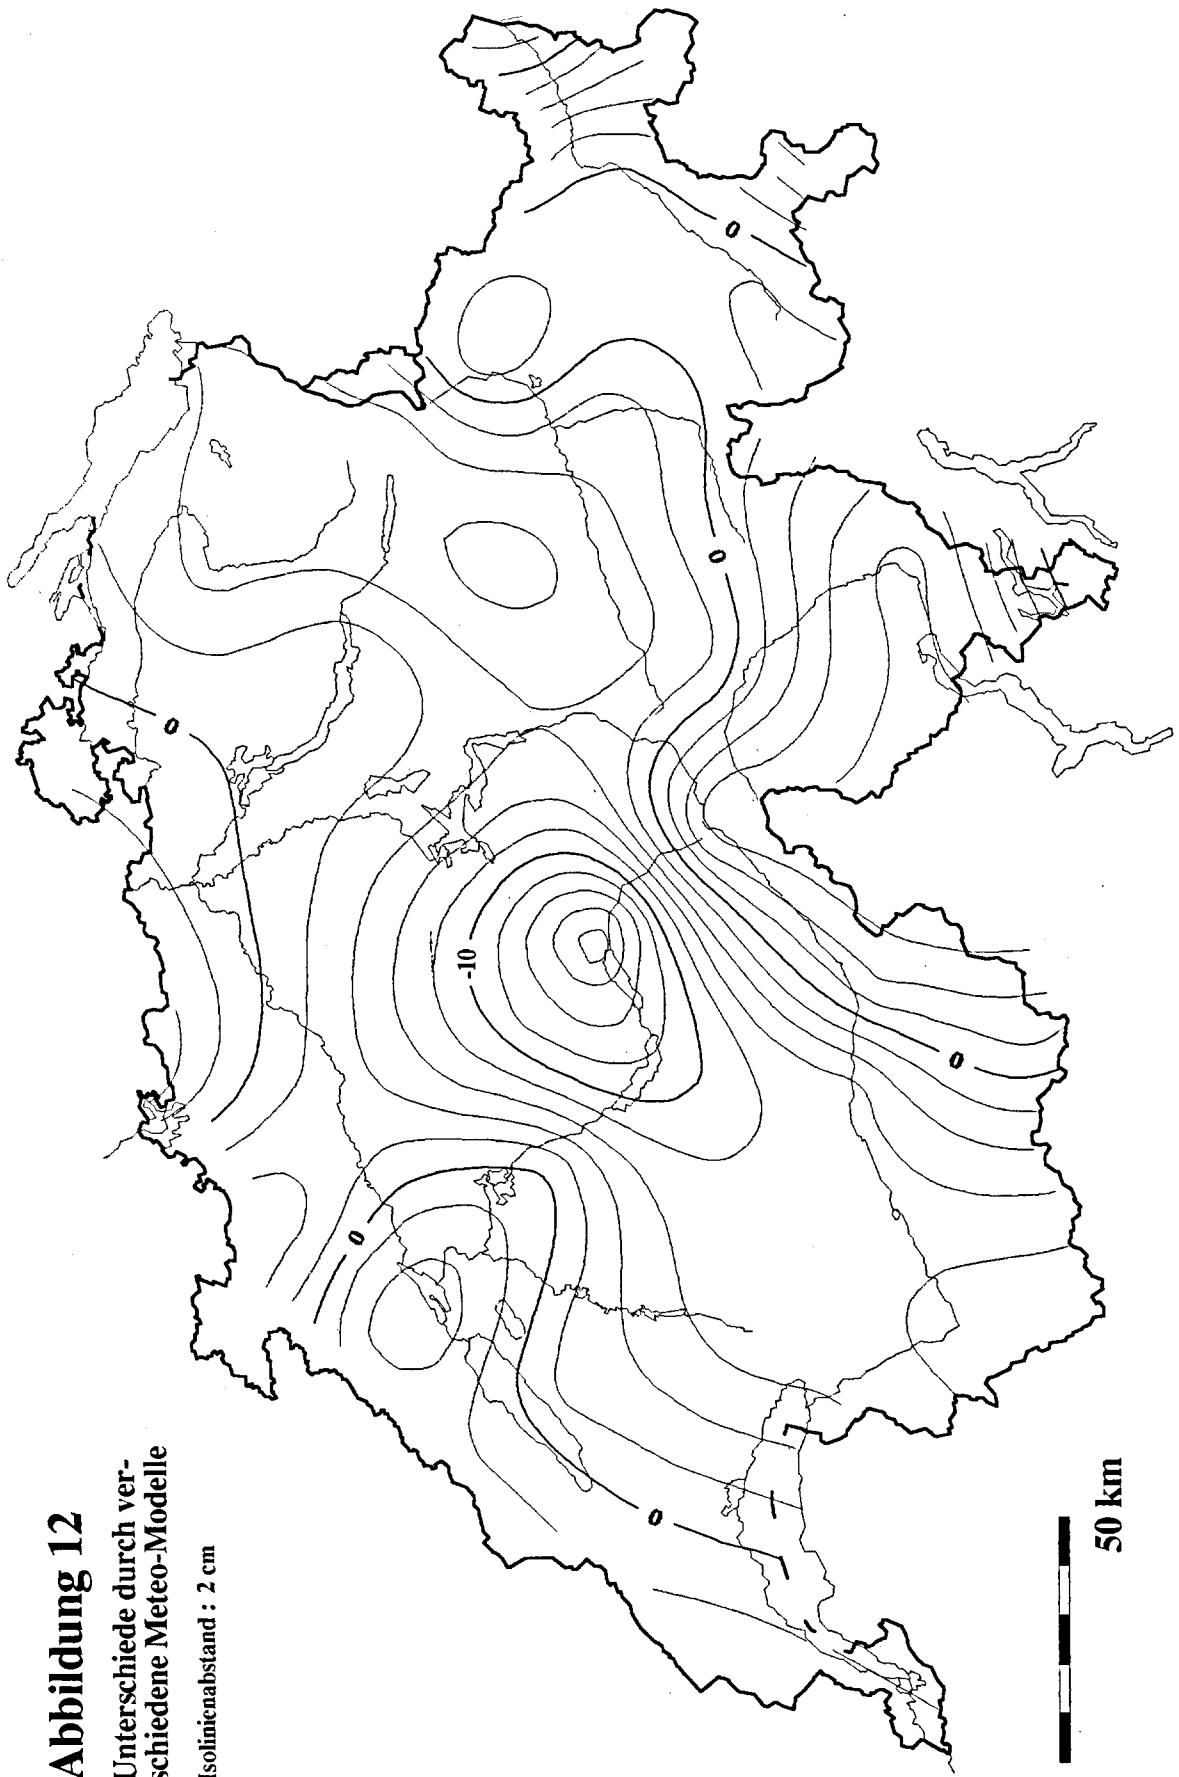 Abbildung 12
Unterschiede durch ver-
schiedene Meteo-Modelle
Isolinienabstand : 2 cm
0
0
0
0
-10
0
0
50 km